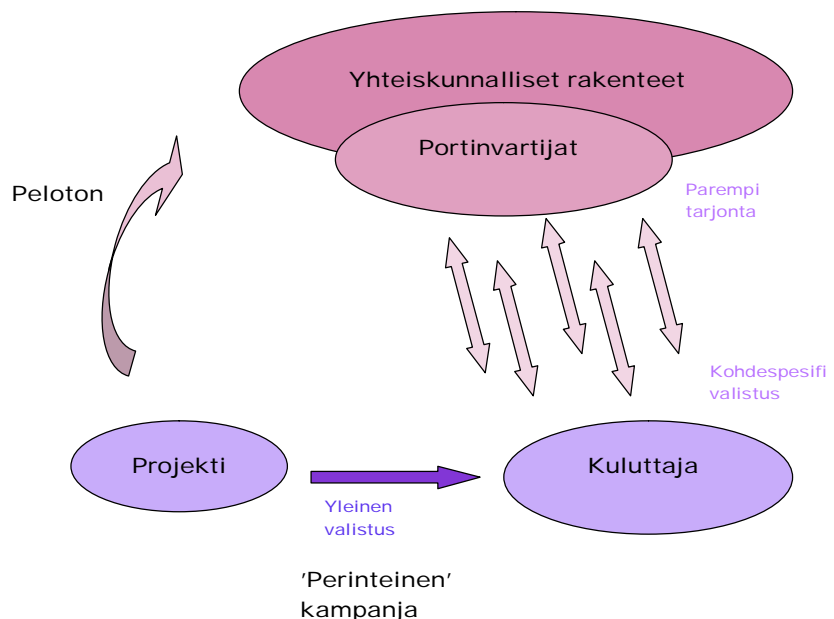 Yhteiskunnalliset rakenteet
Portinvartijat
Peloton
Parempi
tarjonta
Kohdespesifi
valistus
Projekti
Kuluttaja
Yleinen
valistus
’Perinteinen’
kampanja